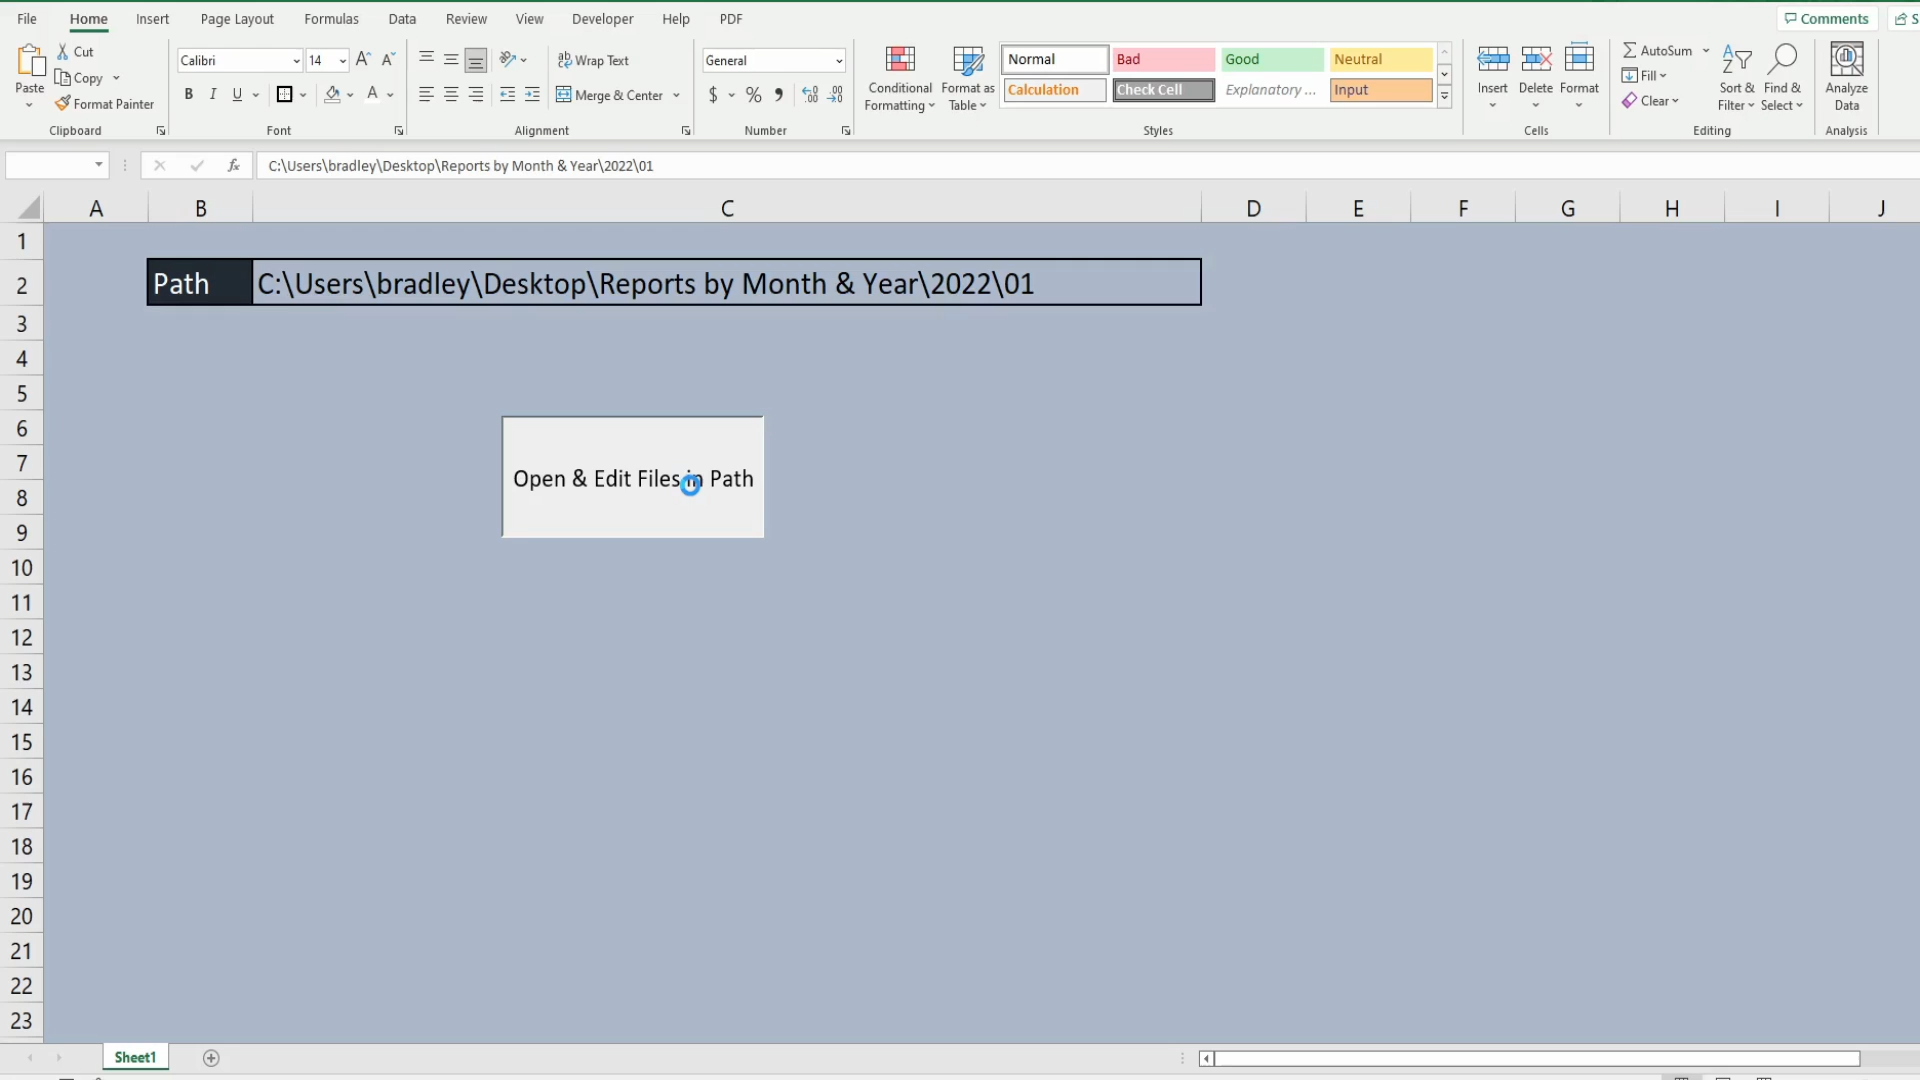 File Home Insert Page Layout Formulas Data Review View Developer Help PDF Comments S
Paste Cut Copy Format Painter Clipboard
Calibri 14 B I U A Font
Wrap Text Merge & Center Alignment
General $ % Number
Conditional Formatting Format as Table
Normal Bad Good Neutral
Calculation Check Cell Explanatory ... Input
Styles
Insert Delete Format Cells
AutoSum Fill Clear Sort & Filter Find & Select Editing
Analyze Data Analysis
fx C:\Users\bradley\Desktop\Reports by Month & Year\2022\01
A B C D E F G H I J
1
2 Path C:\Users\bradley\Desktop\Reports by Month & Year\2022\01
3
4
5
6
7 Open & Edit Files in Path
8
9
10
11
12
13
14
15
16
17
18
19
20
21
22
23
Sheet1